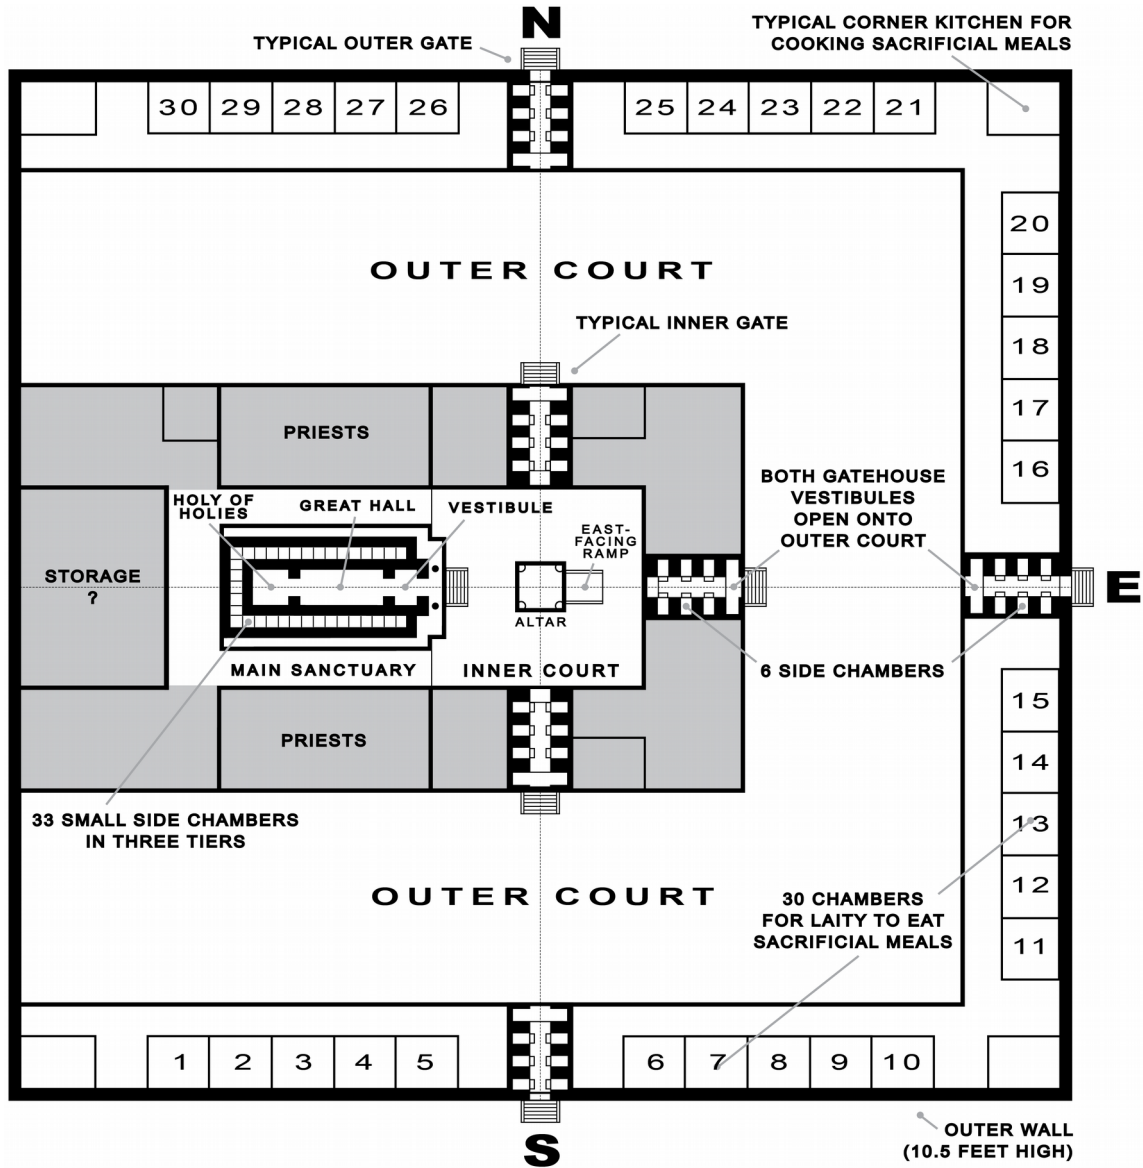 N
TYPICAL OUTER GATE
TYPICAL CORNER KITCHEN FOR
COOKING SACRIFICIAL MEALS
30 29 28 27 26
25 24 23 22 21
20
19
18
17
16
OUTER COURT
TYPICAL INNER GATE
PRIESTS
BOTH GATEHOUSE
VESTIBULES
OPEN ONTO
OUTER COURT
HOLY OF
HOLIES
GREAT HALL
VESTIBULE
EAST-
FACING
RAMP
STORAGE
?
E
ALTAR
MAIN SANCTUARY
INNER COURT
6 SIDE CHAMBERS
PRIESTS
15
14
13
12
11
33 SMALL SIDE CHAMBERS
IN THREE TIERS
OUTER COURT
30 CHAMBERS
FOR LAITY TO EAT
SACRIFICIAL MEALS
1 2 3 4 5
6 7 8 9 10
S
OUTER WALL
(10.5 FEET HIGH)